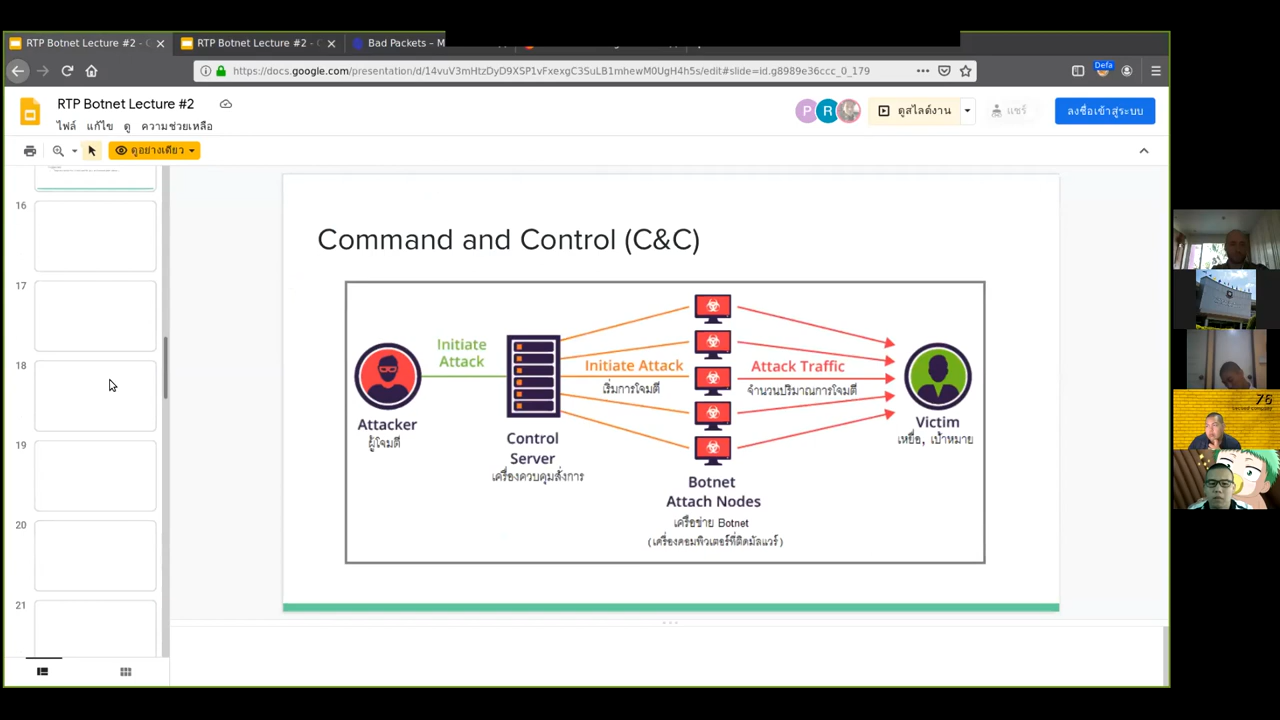 RTP Botnet Lecture #2 - (
RTP Botnet Lecture #2 - (
Bad Packets – M
https://docs.google.com/presentation/d/14vuV3mHtzDyD9XSP1vFxexgC3SuLB1mhewM0UgH4h5s/edit#slide=id.g8989e36ccc_0_179
Defa
RTP Botnet Lecture #2
P
R
ดูสไลด์งาน
แชร์
ลงชื่อเข้าสู่ระบบ
ไฟล์ แก้ไข ดู ความช่วยเหลือ
ดูอย่างเดียว
16
17
18
19
20
21
Command and Control (C&C)
Initiate
Attack
Attacker
ผู้โจมตี
Control
Server
เครื่องควบคุมสั่งการ
Initiate Attack
เริ่มการโจมตี
Botnet
Attach Nodes
เครือข่าย Botnet
(เครื่องคอมพิวเตอร์ที่ติดมัลแวร์)
Attack Traffic
จำนวนปริมาณการโจมตี
Victim
เหยื่อ, เป้าหมาย